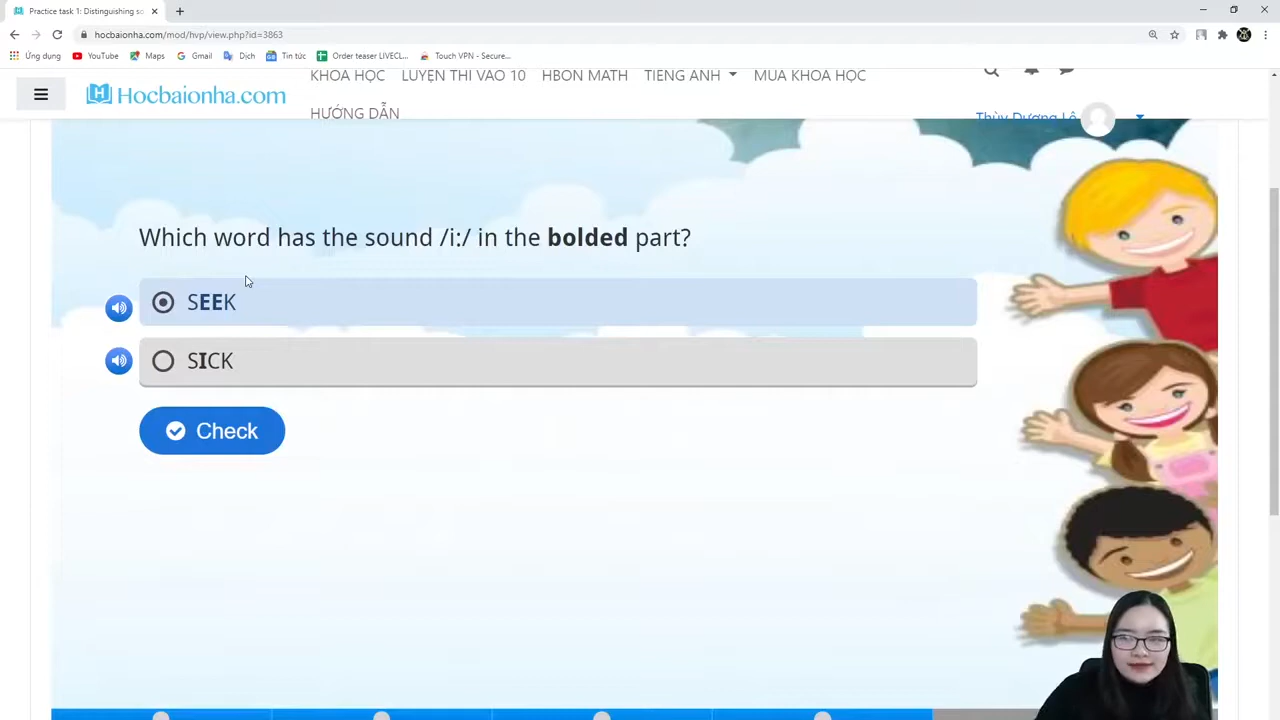 Practice task 1: Distinguishing so
hocbaionha.com/mod/hvp/view.php?id=3863
Ứng dụng YouTube Maps Gmail Dịch Tin tức Order teaser LIVECL... Touch VPN - Secure...
KHÓA HỌC LUYỆN THI VÀO 10 HBON MATH TIẾNG ANH MUA KHÓA HỌC
Hocbaionha.com
HƯỚNG DẪN
Thùy Dương Lê
Which word has the sound /i:/ in the bolded part?
SEEK
SICK
Check